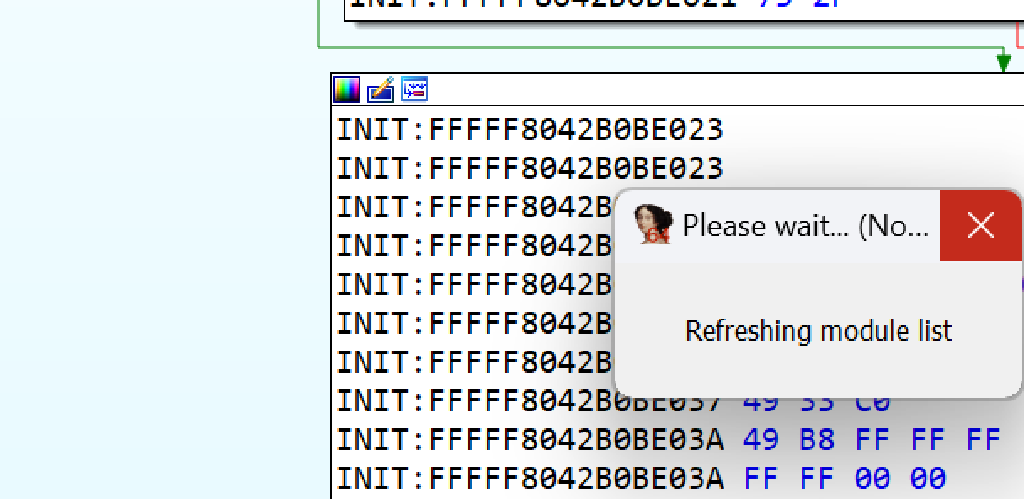 INIT:FFFFF8042B0BE021 75 2F
INIT:FFFFF8042B0BE023
INIT:FFFFF8042B0BE023
INIT:FFFFF8042B
Please wait... (No...
INIT:FFFFF8042B
INIT:FFFFF8042B
INIT:FFFFF8042B
Refreshing module list
INIT:FFFFF8042B
INIT:FFFFF8042B0BE037 49 33 C0
INIT:FFFFF8042B0BE03A 49 B8 FF FF FF
INIT:FFFFF8042B0BE03A FF FF 00 00